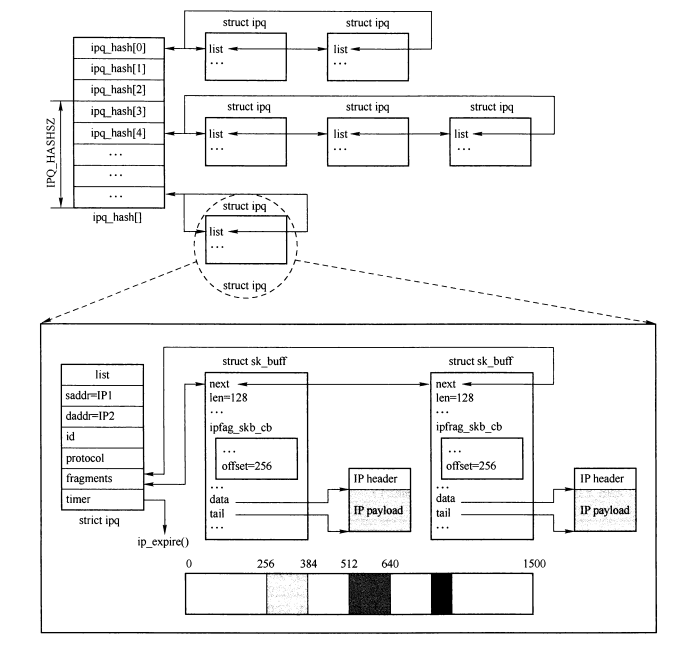 struct ipq
struct ipq
ipq_hash[0]
list
list
ipq_hash[1]
...
...
ipq_hash[2]
ipq_hash[3]
struct ipq
struct ipq
struct ipq
ipq_hash[4]
list
list
list
...
...
...
...
...
...
IPQ_HASHSZ
ipq_hash[]
struct ipq
list
...
struct ipq
struct sk_buff
struct sk_buff
list
saddr=IP1
daddr=IP2
id
protocol
fragments
timer
strict ipq
ip_expire()
next
len=128
...
ipfag_skb_cb
...
offset=256
...
data
tail
...
IP header
IP payload
next
len=128
...
ipfrag_skb_cb
...
offset=256
...
data
tail
...
IP header
IP payload
0 256 384 512 640 1500